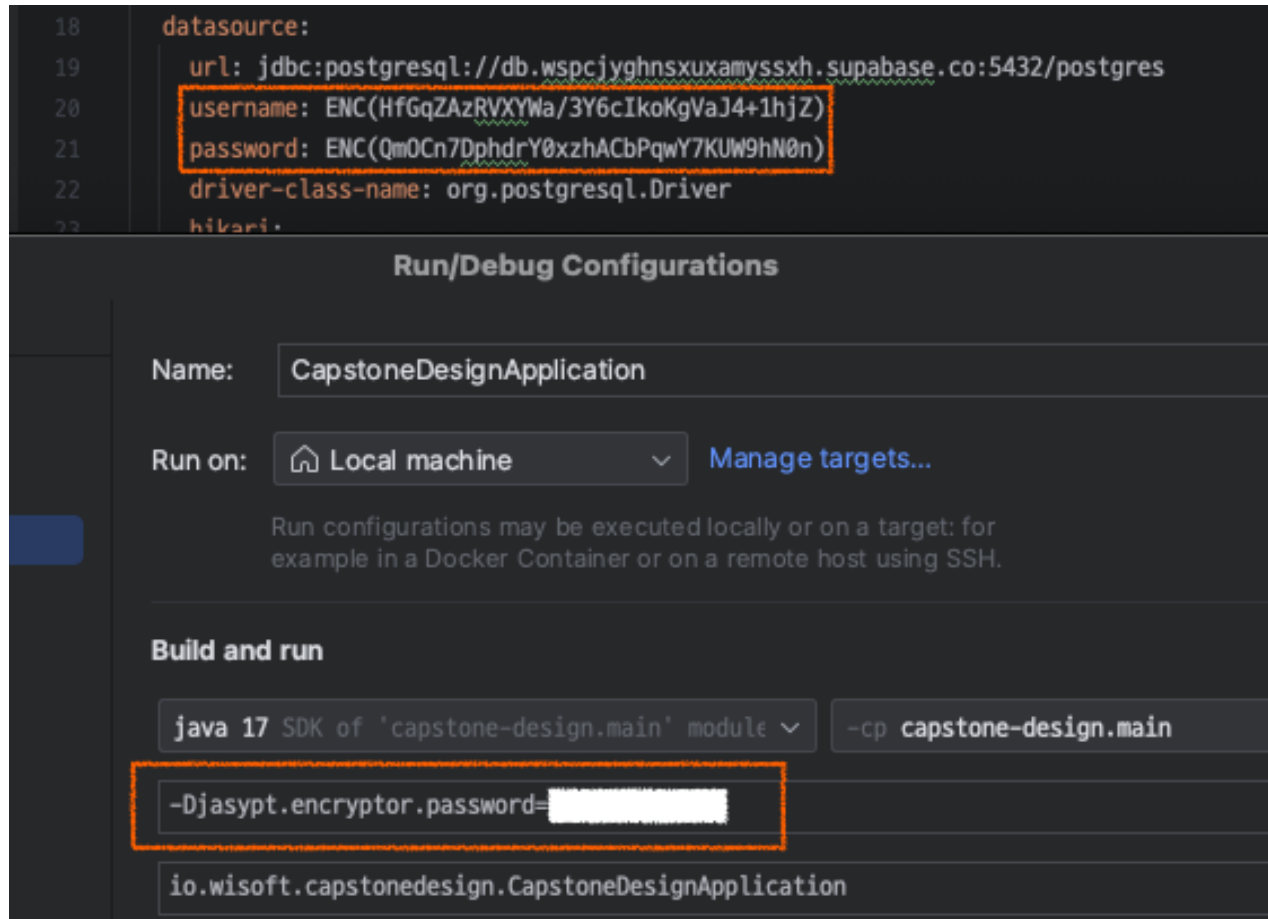 18 datasource:
19 url: jdbc:postgresql://db.wspcjyghnsxuxamyssxh.supabase.co:5432/postgres
20 username: ENC(HfGqZAzRVXYWa/3Y6cIkoKgVaJ4+1hjZ)
21 password: ENC(QmOCn7DphdrY0xzhACbPqwY7KUW9hN0n)
22 driver-class-name: org.postgresql.Driver
23 hikari:
Run/Debug Configurations
Name: CapstoneDesignApplication
Run on: Local machine Manage targets...
Run configurations may be executed locally or on a target: for
example in a Docker Container or on a remote host using SSH.
Build and run
java 17 SDK of 'capstone-design.main' module -cp capstone-design.main
-Djasypt.encryptor.password=
io.wisoft.capstonedesign.CapstoneDesignApplication